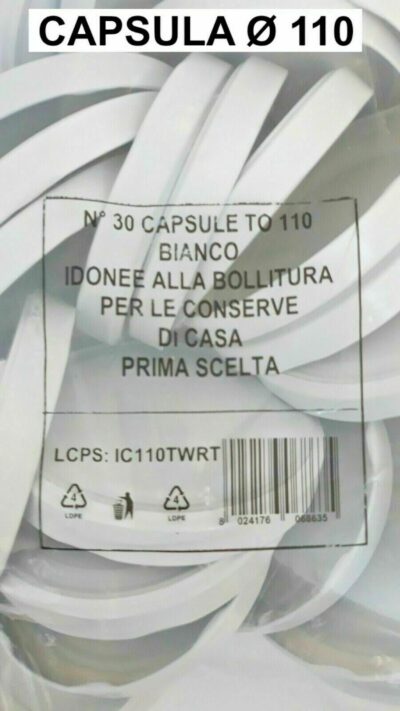 CAPSULA Ø 110
N° 30 CAPSULE TO 110
BIANCO
IDONEE ALLA BOLLITURA
PER LE CONSERVE
Di CASA
PRIMA SCELTA
LCPS: IC110TWRT
4
LDPE
4
LDPE
8 024176 065635